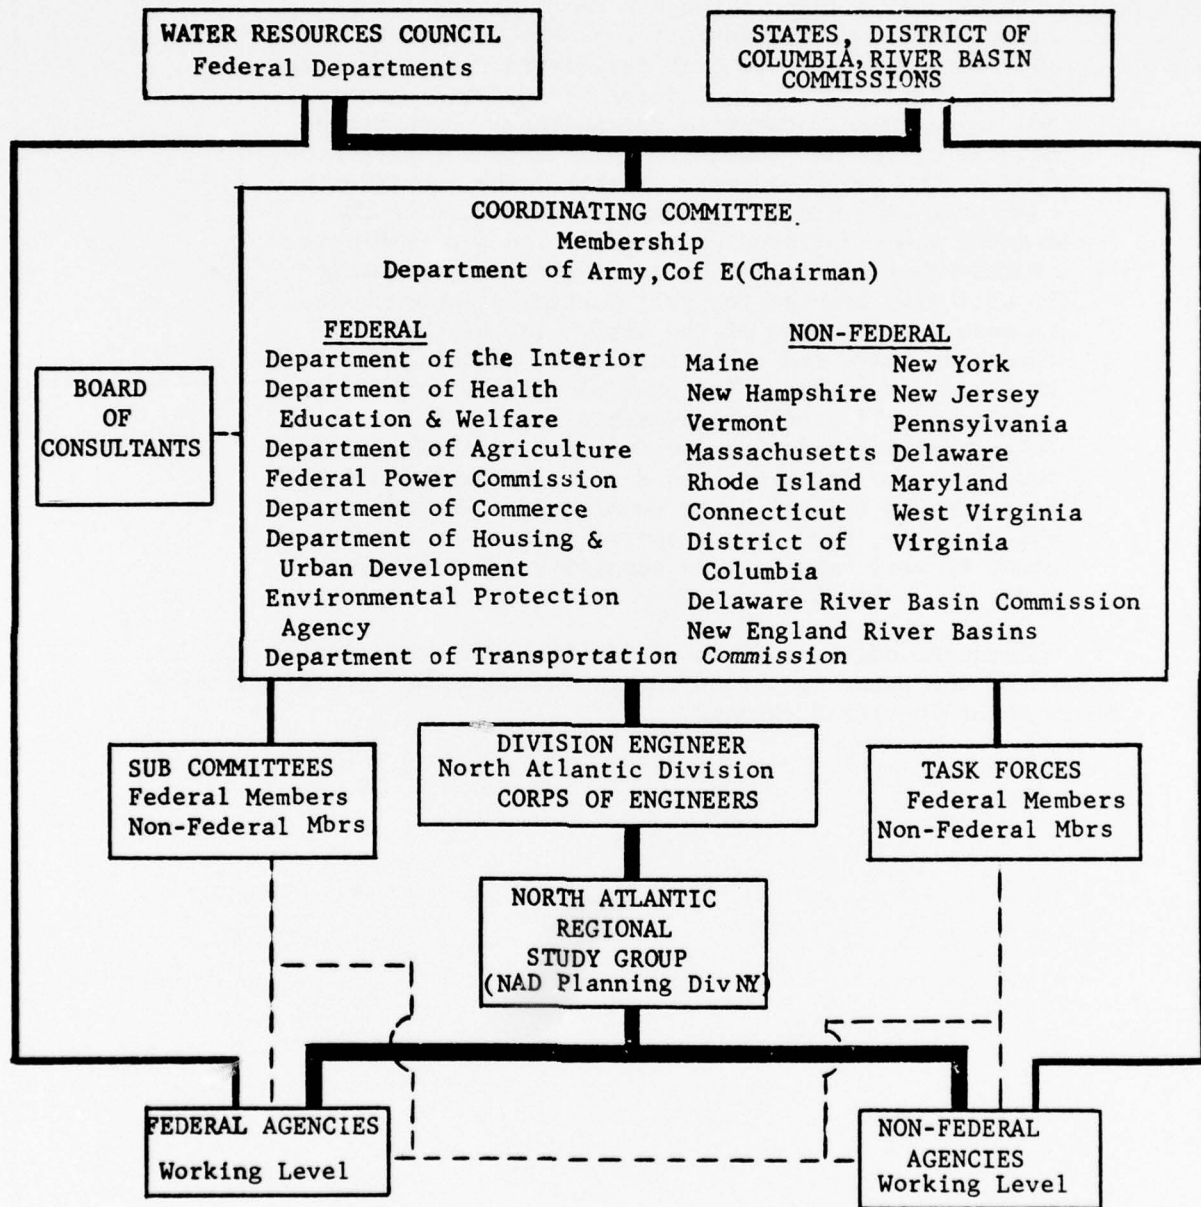 WATER RESOURCES COUNCIL
Federal Departments
STATES, DISTRICT OF
COLUMBIA, RIVER BASIN
COMMISSIONS
COORDINATING COMMITTEE.
Membership
Department of Army,Cof E(Chairman)
FEDERAL
Department of the Interior
Department of Health
Education & Welfare
Department of Agriculture
Federal Power Commission
Department of Commerce
Department of Housing &
Urban Development
Environmental Protection
Agency
Department of Transportation
NON-FEDERAL
Maine
New Hampshire
Vermont
Massachusetts
Rhode Island
Connecticut
District of
Columbia
New York
New Jersey
Pennsylvania
Delaware
Maryland
West Virginia
Virginia
Delaware River Basin Commission
New England River Basins
Commission
BOARD
OF
CONSULTANTS
SUB COMMITTEES
Federal Members
Non-Federal Mbrs
DIVISION ENGINEER
North Atlantic Division
CORPS OF ENGINEERS
TASK FORCES
Federal Members
Non-Federal Mbrs
NORTH ATLANTIC
REGIONAL
STUDY GROUP
(NAD Planning Div NY)
FEDERAL AGENCIES
Working Level
NON-FEDERAL
AGENCIES
Working Level